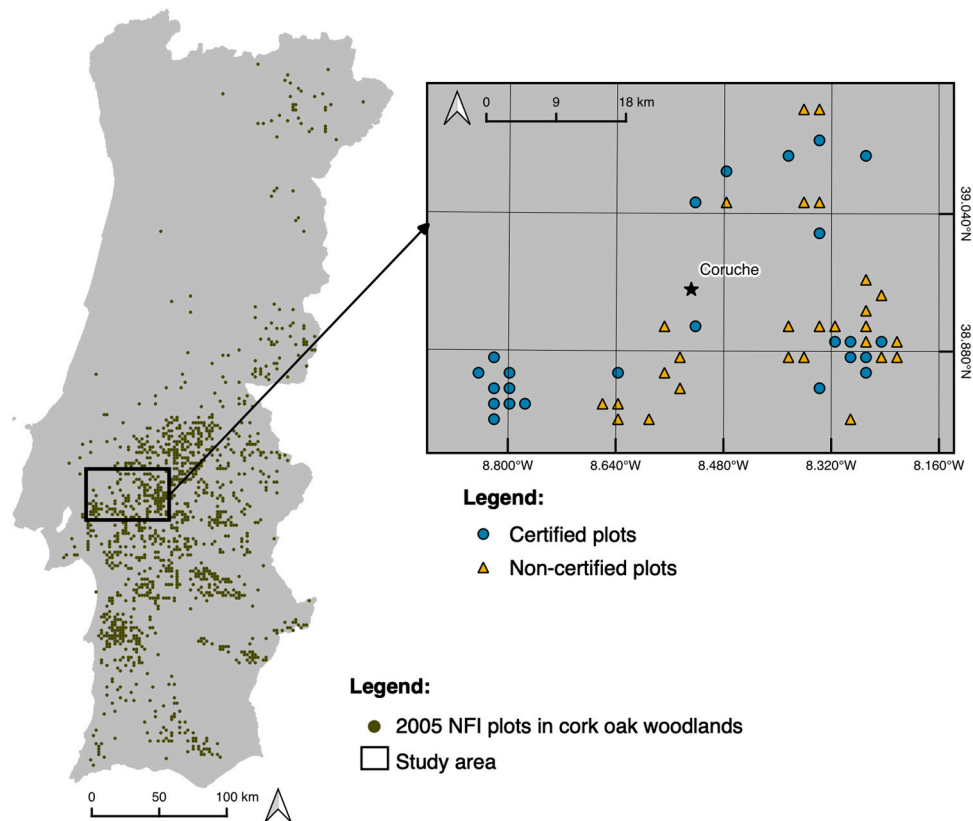 0 9 18 km
39.040°N
Coruche
38.880°N
8.800°W 8.640°W 8.480°W 8.320°W 8.160°W
Legend:
Certified plots
Non-certified plots
Legend:
2005 NFI plots in cork oak woodlands
Study area
0 50 100 km